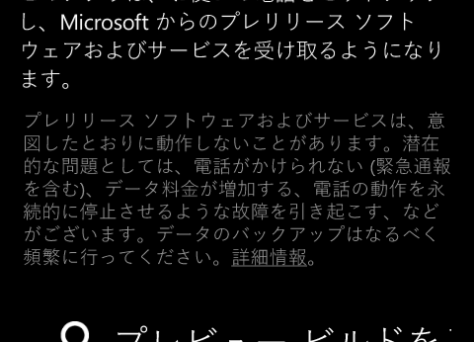 し、Microsoft からのプレリリース ソフト
ウェアおよびサービスを受け取るようになり
ます。
プレリリース ソフトウェアおよびサービスは、意
図したとおりに動作しないことがあります。潜在
的な問題としては、電話がかけられない (緊急通報
を含む)、データ料金が増加する、電話の動作を永
続的に停止させるような故障を引き起こす、など
がございます。データのバックアップはなるべく
頻繁に行ってください。詳細情報。
プレビュー ビルドを